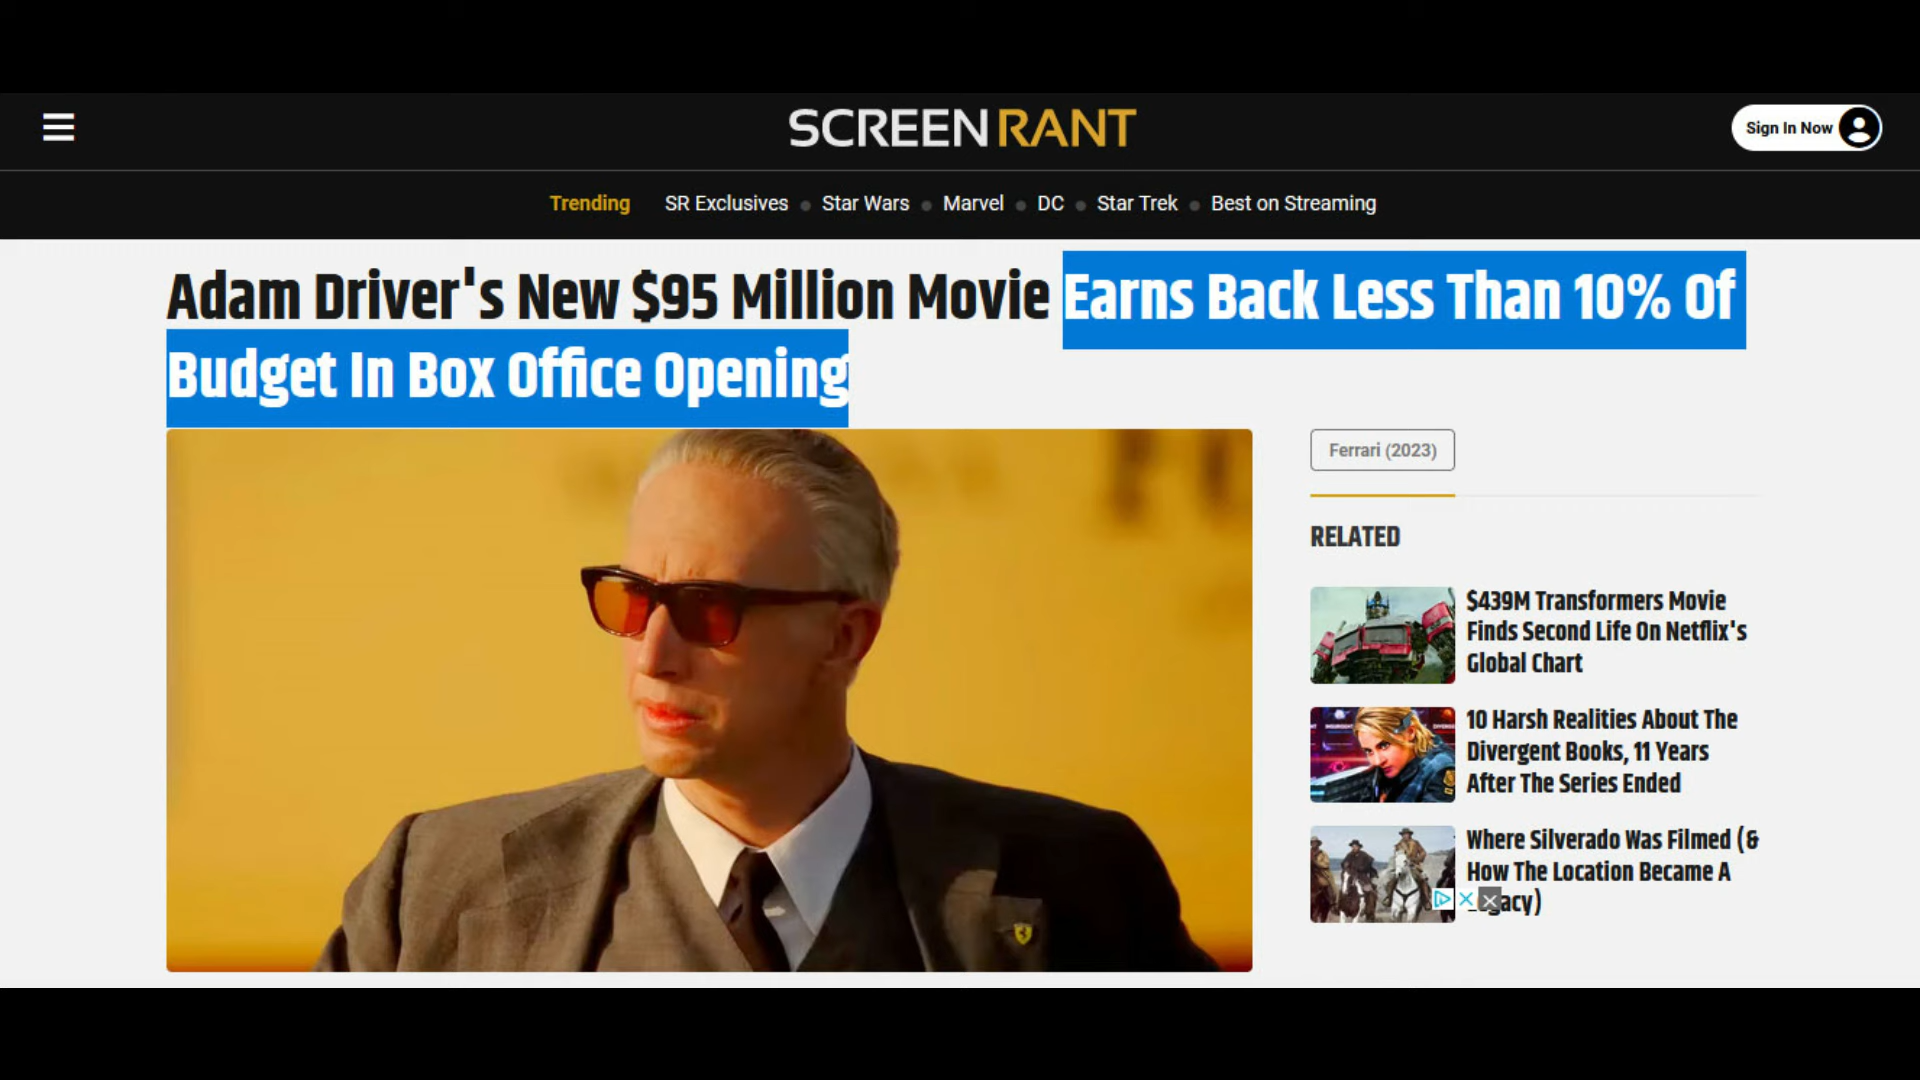 SCREEN RANT
Sign In Now
Trending SR Exclusives Star Wars Marvel DC Star Trek Best on Streaming
Adam Driver's New $95 Million Movie Earns Back Less Than 10% Of
Budget In Box Office Opening
Ferrari (2023)
RELATED
$439M Transformers Movie
Finds Second Life On Netflix's
Global Chart
10 Harsh Realities About The
Divergent Books, 11 Years
After The Series Ended
Where Silverado Was Filmed (&
How The Location Became A